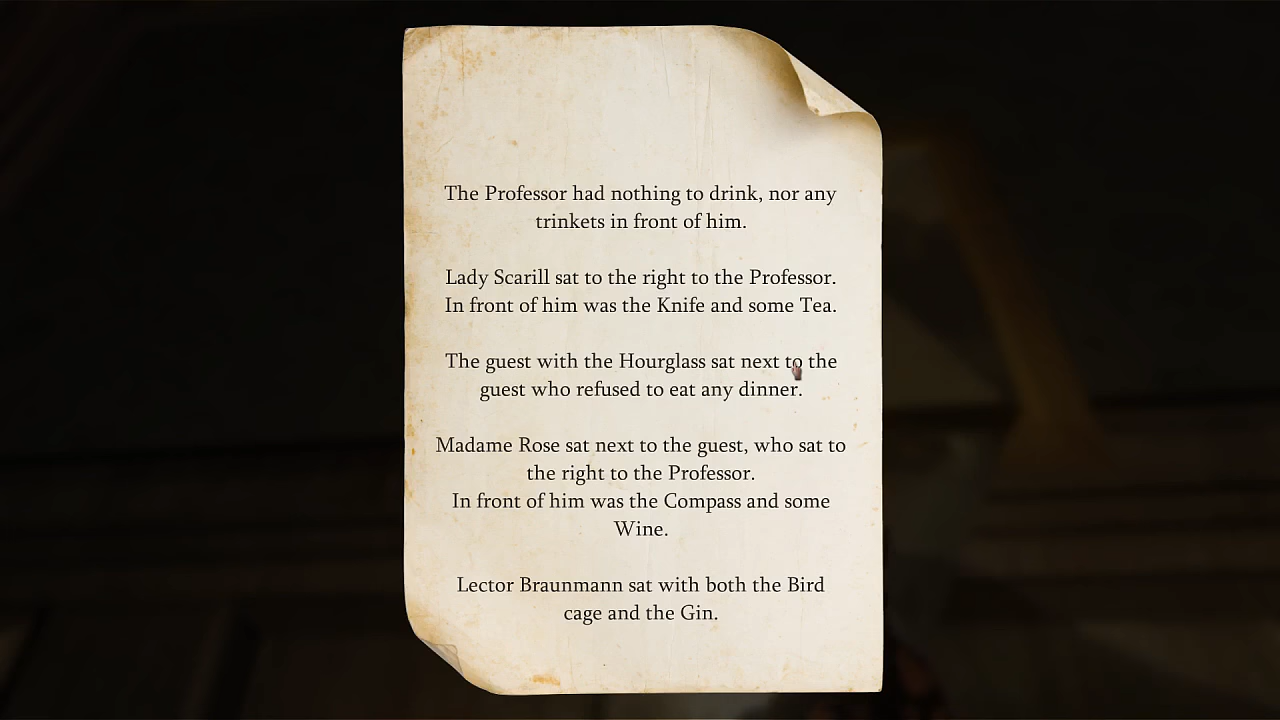 The Professor had nothing to drink, nor any
trinkets in front of him.
Lady Scarill sat to the right to the Professor.
In front of him was the Knife and some Tea.
The guest with the Hourglass sat next to the
guest who refused to eat any dinner.
Madame Rose sat next to the guest, who sat to
the right to the Professor.
In front of him was the Compass and some
Wine.
Lector Braunmann sat with both the Bird
cage and the Gin.